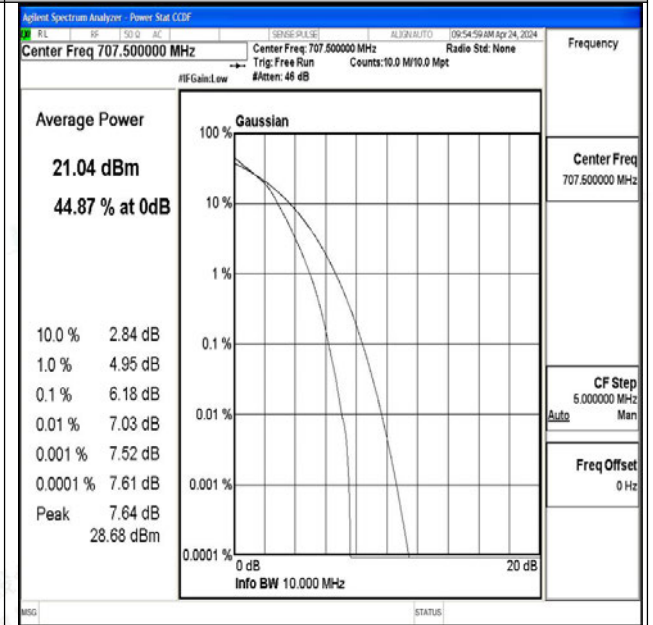 Agilent Spectrum Analyzer - Power Stat CCDF
RL RF 50 Ω AC SENSE:PULSE ALIGN AUTO 09:54:59 AM Apr 24, 2024
Center Freq 707.500000 MHz
Center Freq: 707.500000 MHz Radio Std: None
Trig: Free Run Counts:10.0 M/10.0 Mpt
#IFGain:Low #Atten: 46 dB
Frequency
Average Power
21.04 dBm
44.87 % at 0dB
10.0 % 2.84 dB
1.0 % 4.95 dB
0.1 % 6.18 dB
0.01 % 7.03 dB
0.001 % 7.52 dB
0.0001 % 7.61 dB
Peak 7.64 dB
28.68 dBm
Gaussian
100 %
10 %
1 %
0.1 %
0.01 %
0.001 %
0.0001 %
0 dB 20 dB
Info BW 10.000 MHz
Center Freq
707.500000 MHz
CF Step
5.000000 MHz
Auto Man
Freq Offset
0 Hz
MSG STATUS